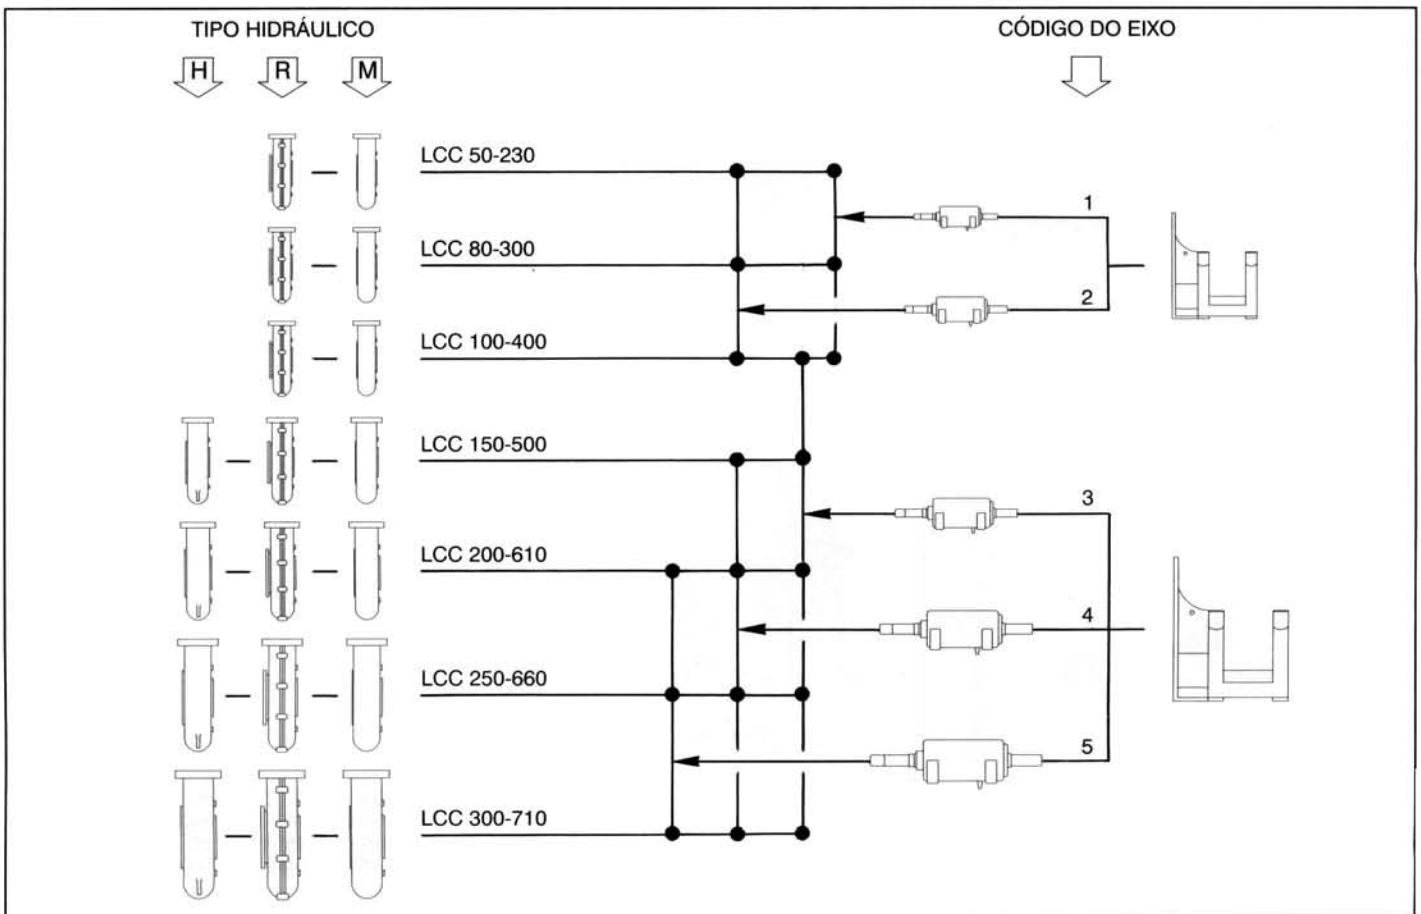 TIPO HIDRÁULICO
CÓDIGO DO EIXO
H R M
LCC 50-230
1
LCC 80-300
2
LCC 100-400
LCC 150-500
3
LCC 200-610
4
LCC 250-660
5
LCC 300-710